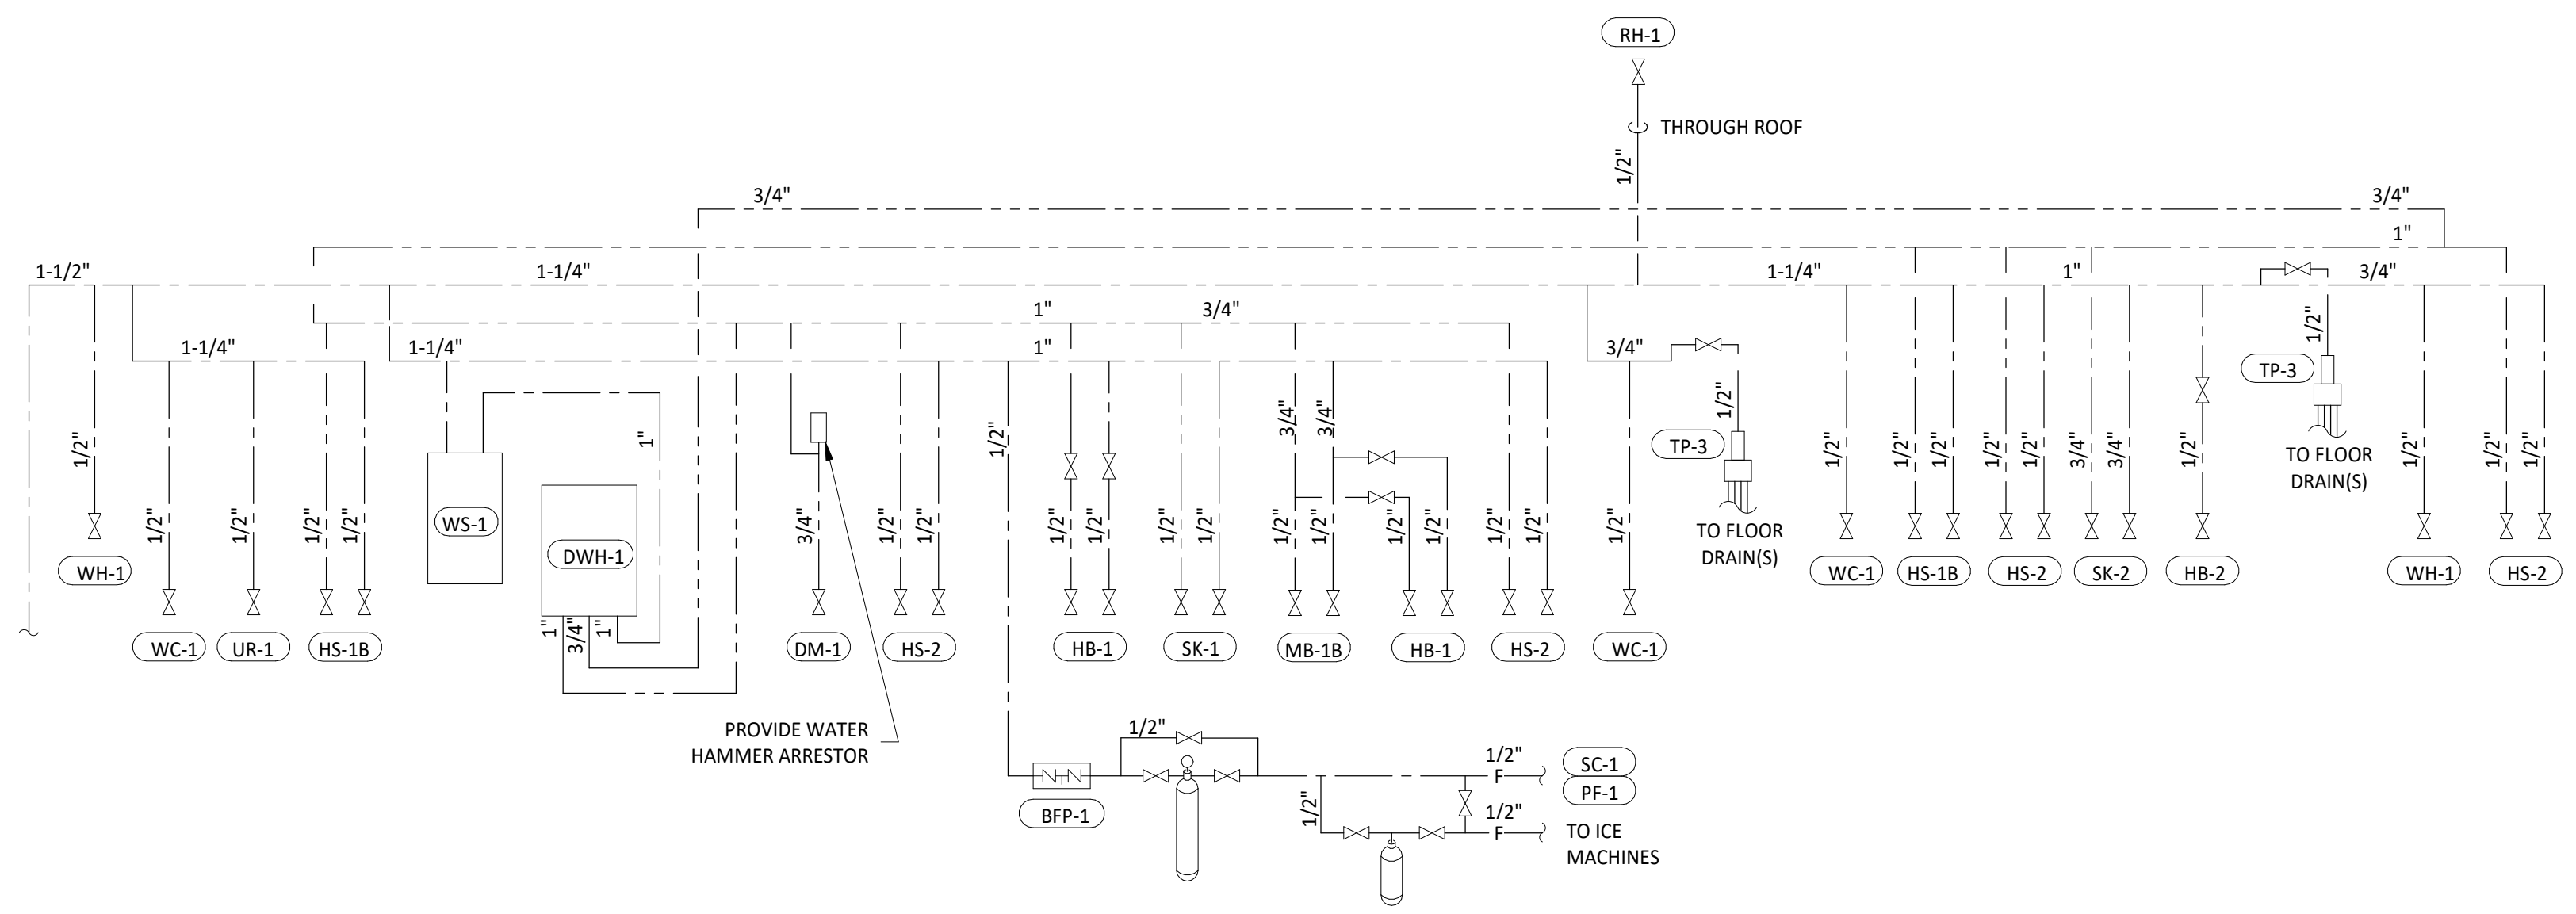 RH-1
THROUGH ROOF
1/2"
3/4"
3/4"
1"
1-1/2"
1-1/4"
1-1/4"
1"
3/4"
1"
3/4"
1/2"
1-1/4"
1-1/4"
1"
3/4"
TP-3
1/2"
3/4"
3/4"
TP-3
1/2"
1"
1/2"
TO FLOOR
DRAIN(S)
1/2"
1/2"
1/2"
1/2"
1/2"
3/4"
3/4"
1/2"
1/2"
1/2"
1/2"
TO FLOOR
DRAIN(S)
1/2"
1/2"
1/2"
1/2"
WS-1
3/4"
1/2"
1/2"
1/2"
1/2"
1/2"
1/2"
1/2"
1/2"
1/2"
1/2"
1/2"
1/2"
1/2"
DWH-1
WH-1
WC-1
HS-1B
HS-2
SK-2
HB-2
WH-1
HS-2
1"
3/4"
1"
WC-1
UR-1
HS-1B
DM-1
HS-2
HB-1
SK-1
MB-1B
HB-1
HS-2
WC-1
PROVIDE WATER
HAMMER ARRESTOR
1/2"
1/2"
F
SC-1
PF-1
BFP-1
1/2"
1/2"
F
TO ICE
MACHINES